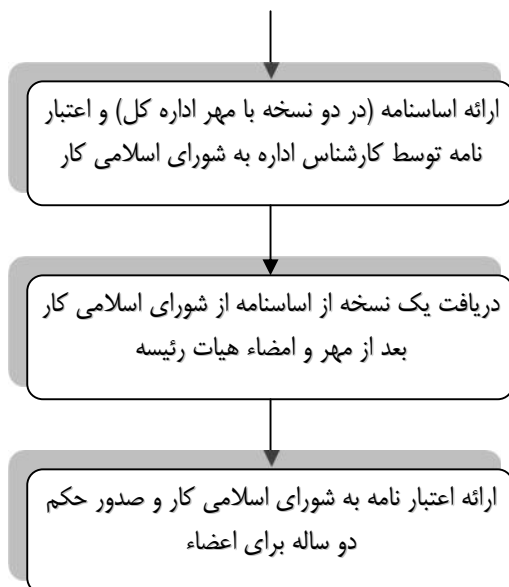 ارائه اساسنامه (در دو نسخه با مهر اداره کل) و اعتبار
نامه توسط کارشناس اداره به شورای اسلامی کار
دریافت یک نسخه از اساسنامه از شورای اسلامی کار
بعد از مهر و امضاء هیات رئیسه
ارائه اعتبار نامه به شورای اسلامی کار و صدور حکم
دو ساله برای اعضاء